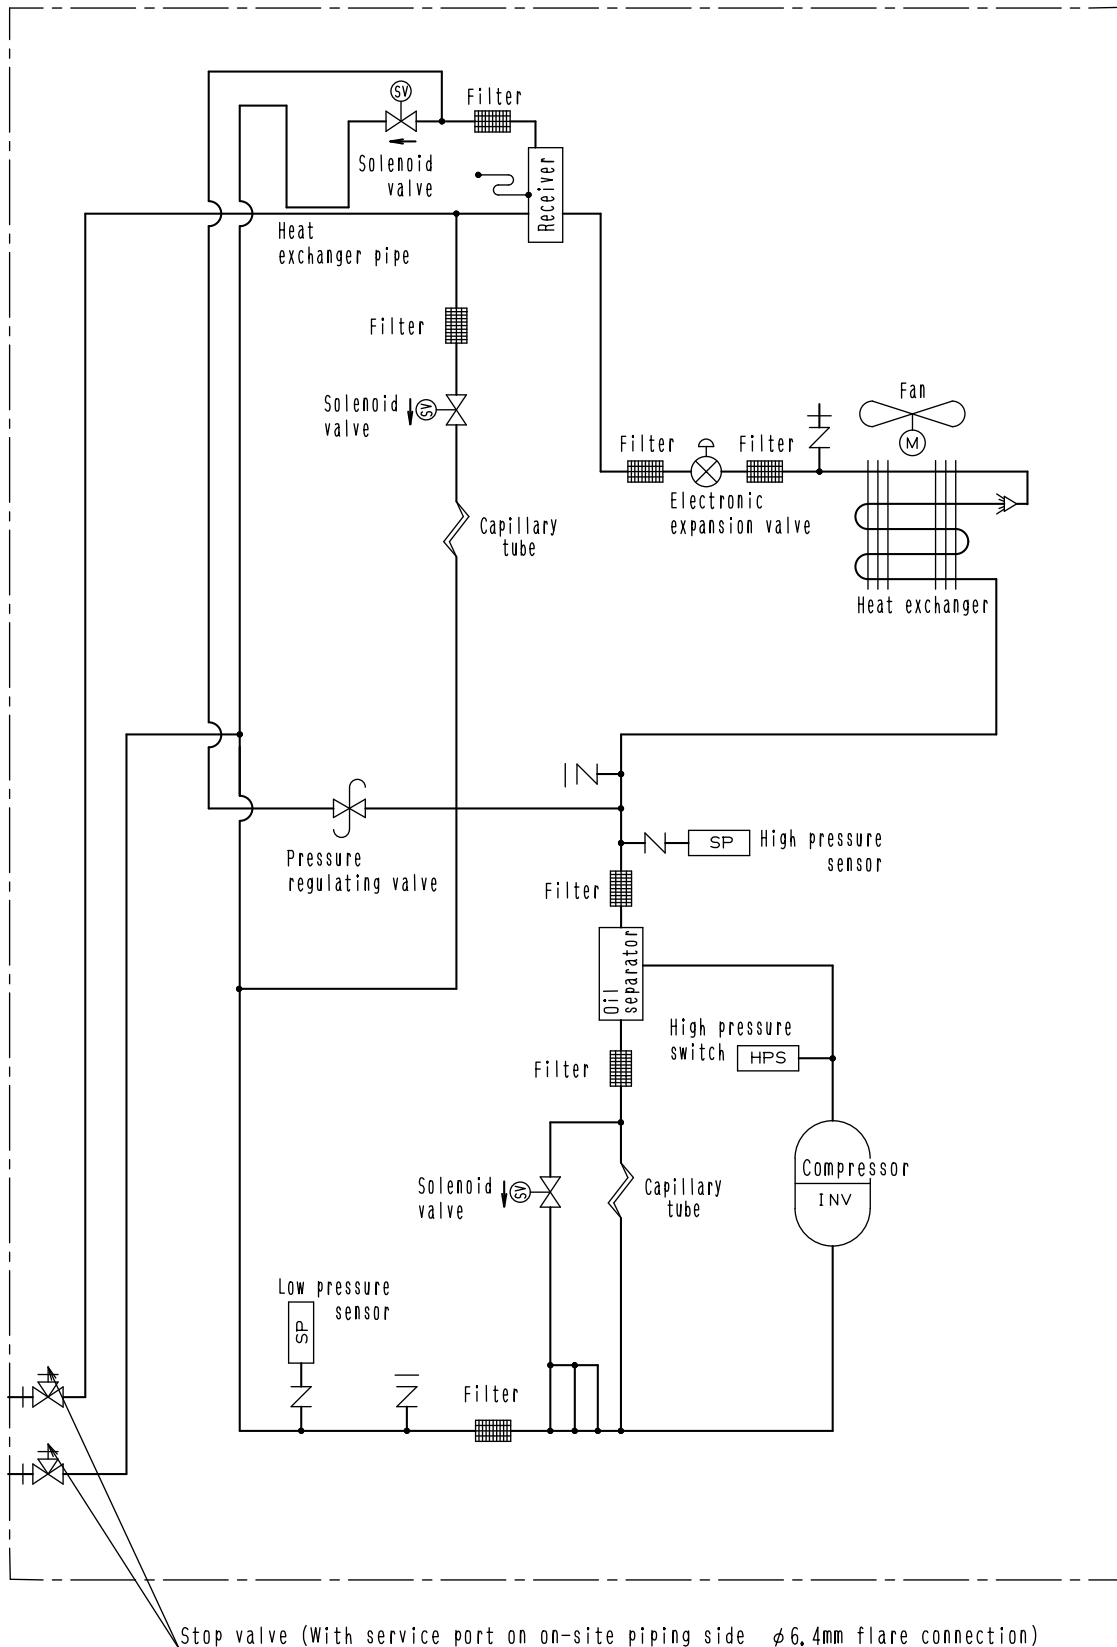 SV
Filter
Solenoid
valve
Receiver
Heat
exchanger pipe
Filter
Solenoid
valve
SV
Fan
M
Filter
Filter
Electronic
expansion valve
Capillary
tube
Heat exchanger
SP
High pressure
sensor
Pressure
regulating valve
Filter
Oil
separator
High pressure
switch
HPS
Filter
Compressor
INV
Solenoid
valve
SV
Capillary
tube
Low pressure
sensor
SP
Filter
Stop valve (With service port on on-site piping side φ6.4mm flare connection)